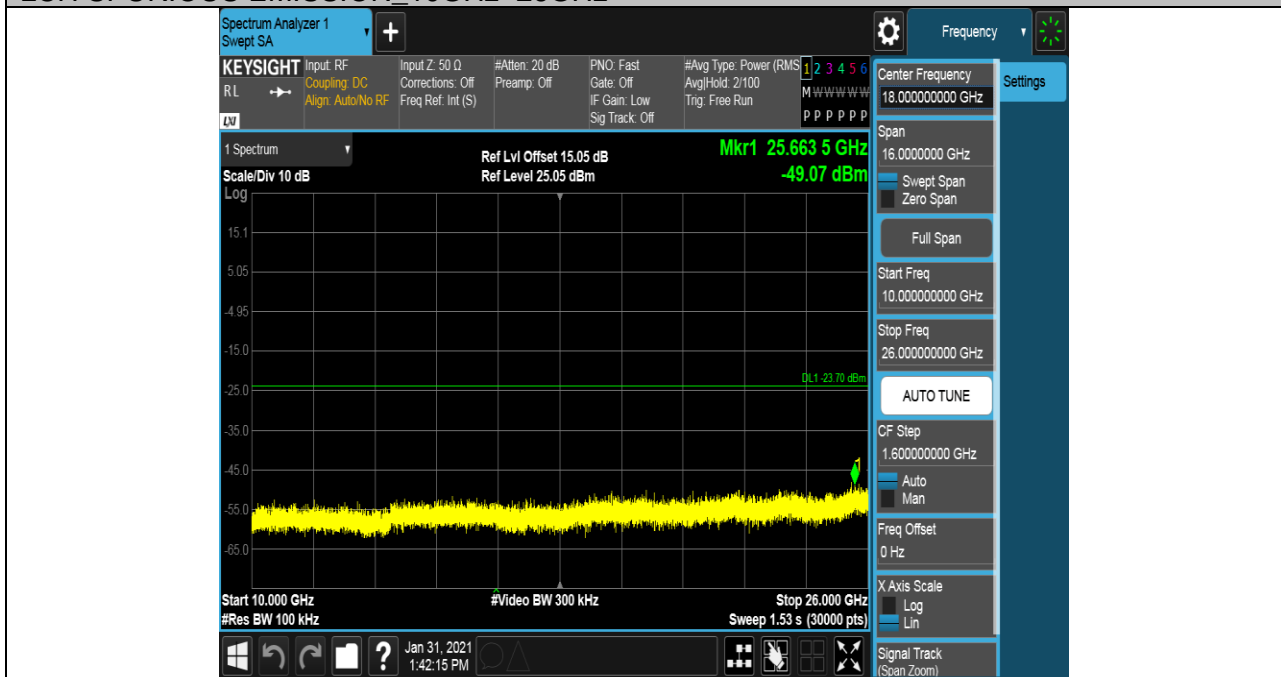 Spectrum Analyzer 1
Swept SA
Frequency
KEYSIGHT
RL
LXI
Input: RF
Coupling: DC
Align: Auto/No RF
Input Z: 50 Ω
Corrections: Off
Freq Ref: Int (S)
#Atten: 20 dB
Preamp: Off
PNO: Fast
Gate: Off
IF Gain: Low
Sig Track: Off
#Avg Type: Power (RMS
Avg|Hold: 2/100
Trig: Free Run
1 2 3 4 5 6
M W W W W W
P P P P P P
Center Frequency
18.000000000 GHz
Settings
Span
16.0000000 GHz
Swept Span
Zero Span
Full Span
Start Freq
10.000000000 GHz
Stop Freq
26.000000000 GHz
AUTO TUNE
CF Step
1.600000000 GHz
Auto
Man
Freq Offset
0 Hz
X Axis Scale
Log
Lin
Signal Track
(Span Zoom)
1 Spectrum
Scale/Div 10 dB
Ref Lvl Offset 15.05 dB
Ref Level 25.05 dBm
Mkr1 25.663 5 GHz
-49.07 dBm
Log
15.1
5.05
-4.95
-15.0
DL1 -23.70 dBm
-25.0
-35.0
-45.0
1
-55.0
-65.0
Start 10.000 GHz
#Video BW 300 kHz
Stop 26.000 GHz
#Res BW 100 kHz
Sweep 1.53 s (30000 pts)
?
Jan 31, 2021
1:42:15 PM